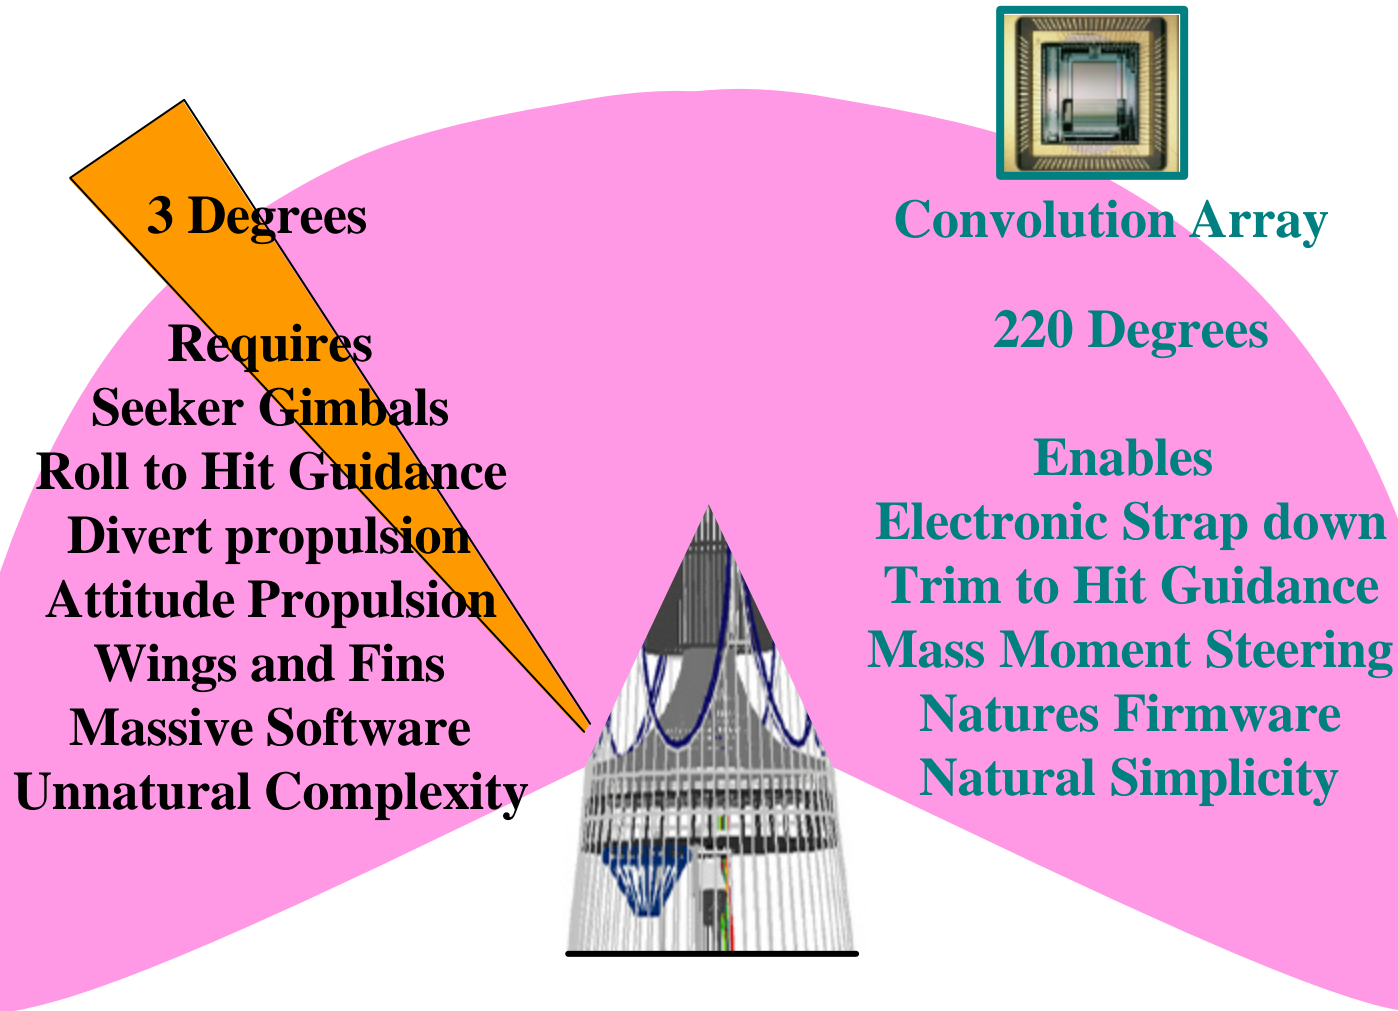 3 Degrees
Requires
Seeker Gimbals
Roll to Hit Guidance
Divert propulsion
Attitude Propulsion
Wings and Fins
Massive Software
Unnatural Complexity
Convolution Array
220 Degrees
Enables
Electronic Strap down
Trim to Hit Guidance
Mass Moment Steering
Natures Firmware
Natural Simplicity